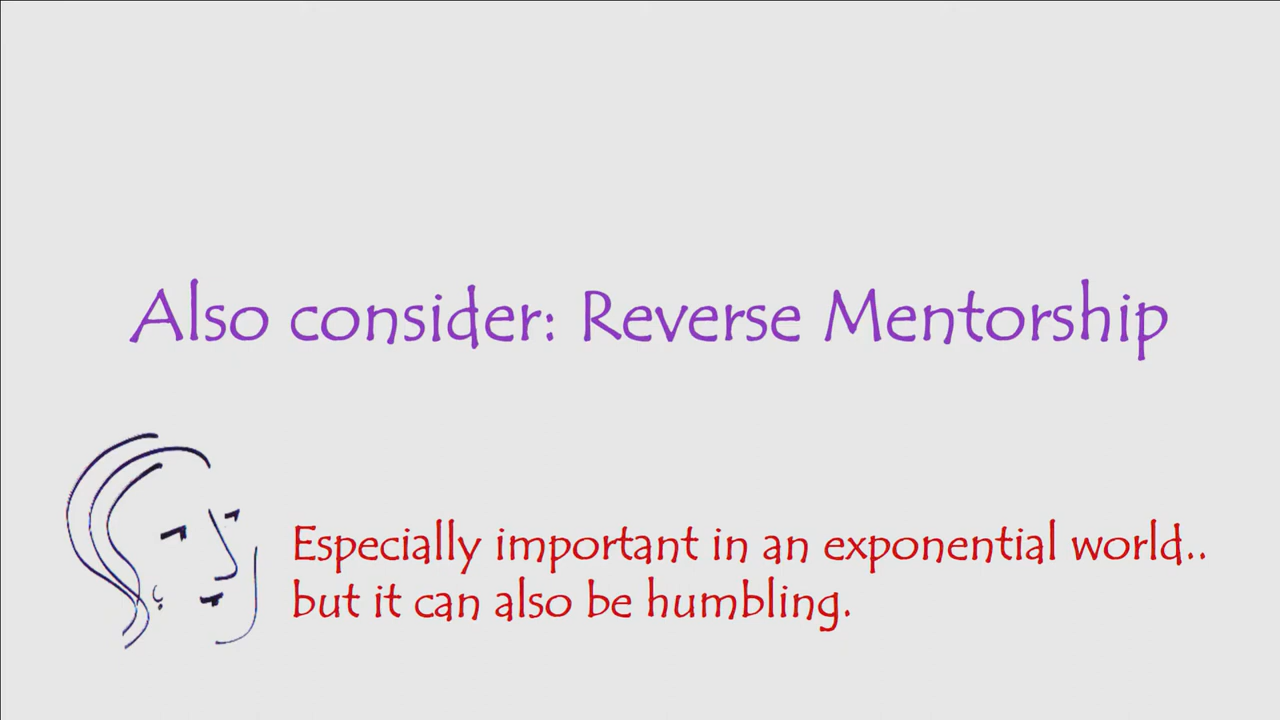 Also consider: Reverse Mentorship
Especially important in an exponential world..
but it can also be humbling.